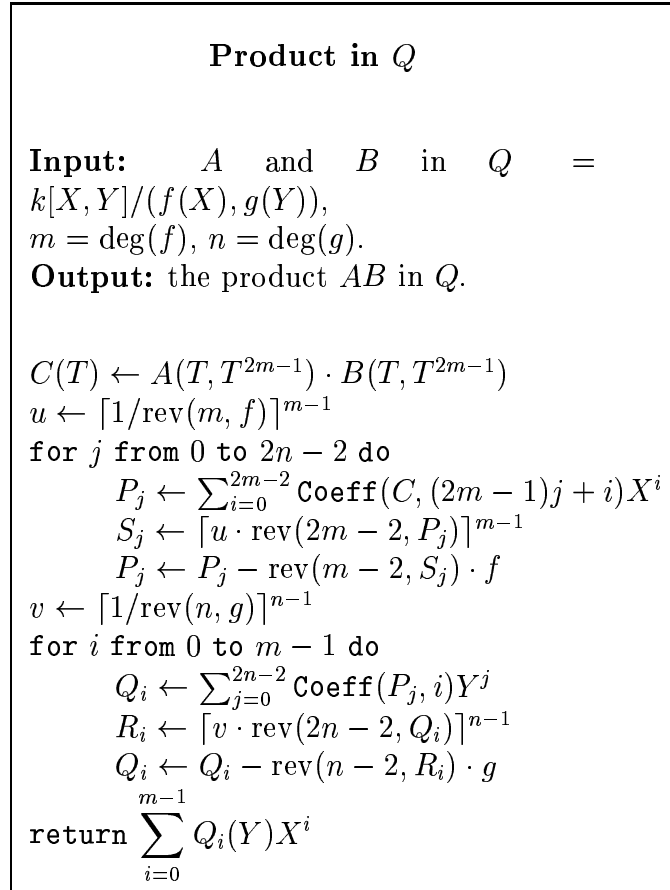 Product in Q
Input: A and B in Q =
k[X, Y]/(f(X), g(Y)),
m = deg(f), n = deg(g).
Output: the product AB in Q.
C(T) ← A(T, T^{2m−1}) · B(T, T^{2m−1})
u ← ⌈1/rev(m, f)⌉^{m−1}
for j from 0 to 2n − 2 do
P_j ← ∑_{i=0}^{2m−2} Coeff(C, (2m − 1)j + i)X^i
S_j ← ⌈u · rev(2m − 2, P_j)⌉^{m−1}
P_j ← P_j − rev(m − 2, S_j) · f
v ← ⌈1/rev(n, g)⌉^{n−1}
for i from 0 to m − 1 do
Q_i ← ∑_{j=0}^{2n−2} Coeff(P_j, i)Y^j
R_i ← ⌈v · rev(2n − 2, Q_i)⌉^{n−1}
Q_i ← Q_i − rev(n − 2, R_i) · g
return ∑_{i=0}^{m−1} Q_i(Y)X^i